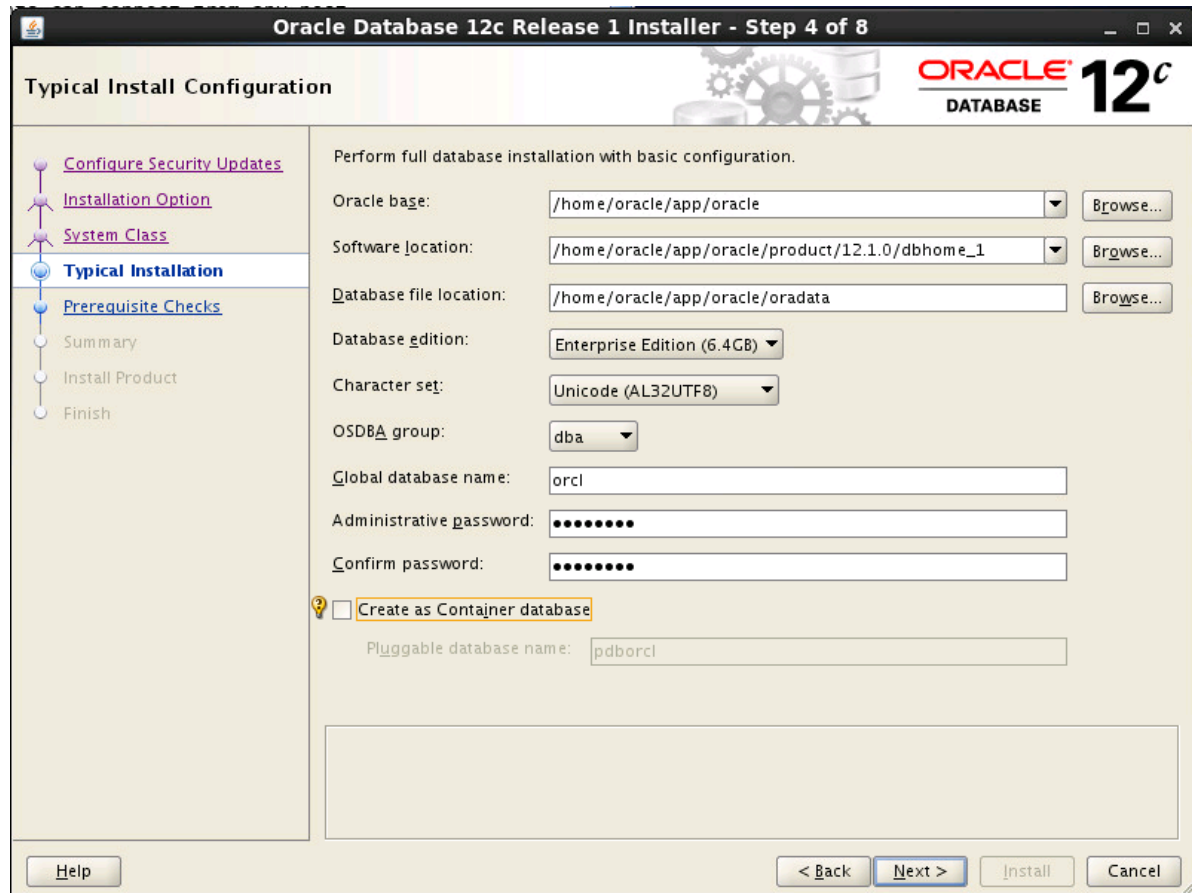 Oracle Database 12c Release 1 Installer - Step 4 of 8
Typical Install Configuration
ORACLE®
DATABASE
12c
Configure Security Updates
Installation Option
System Class
Typical Installation
Prerequisite Checks
Summary
Install Product
Finish
Perform full database installation with basic configuration.
Oracle base: /home/oracle/app/oracle Browse...
Software location: /home/oracle/app/oracle/product/12.1.0/dbhome_1 Browse...
Database file location: /home/oracle/app/oracle/oradata Browse...
Database edition: Enterprise Edition (6.4GB)
Character set: Unicode (AL32UTF8)
OSDBA group: dba
Global database name: orcl
Administrative password: ••••••••
Confirm password: ••••••••
Create as Container database
Pluggable database name: pdborcl
Help < Back Next > Install Cancel